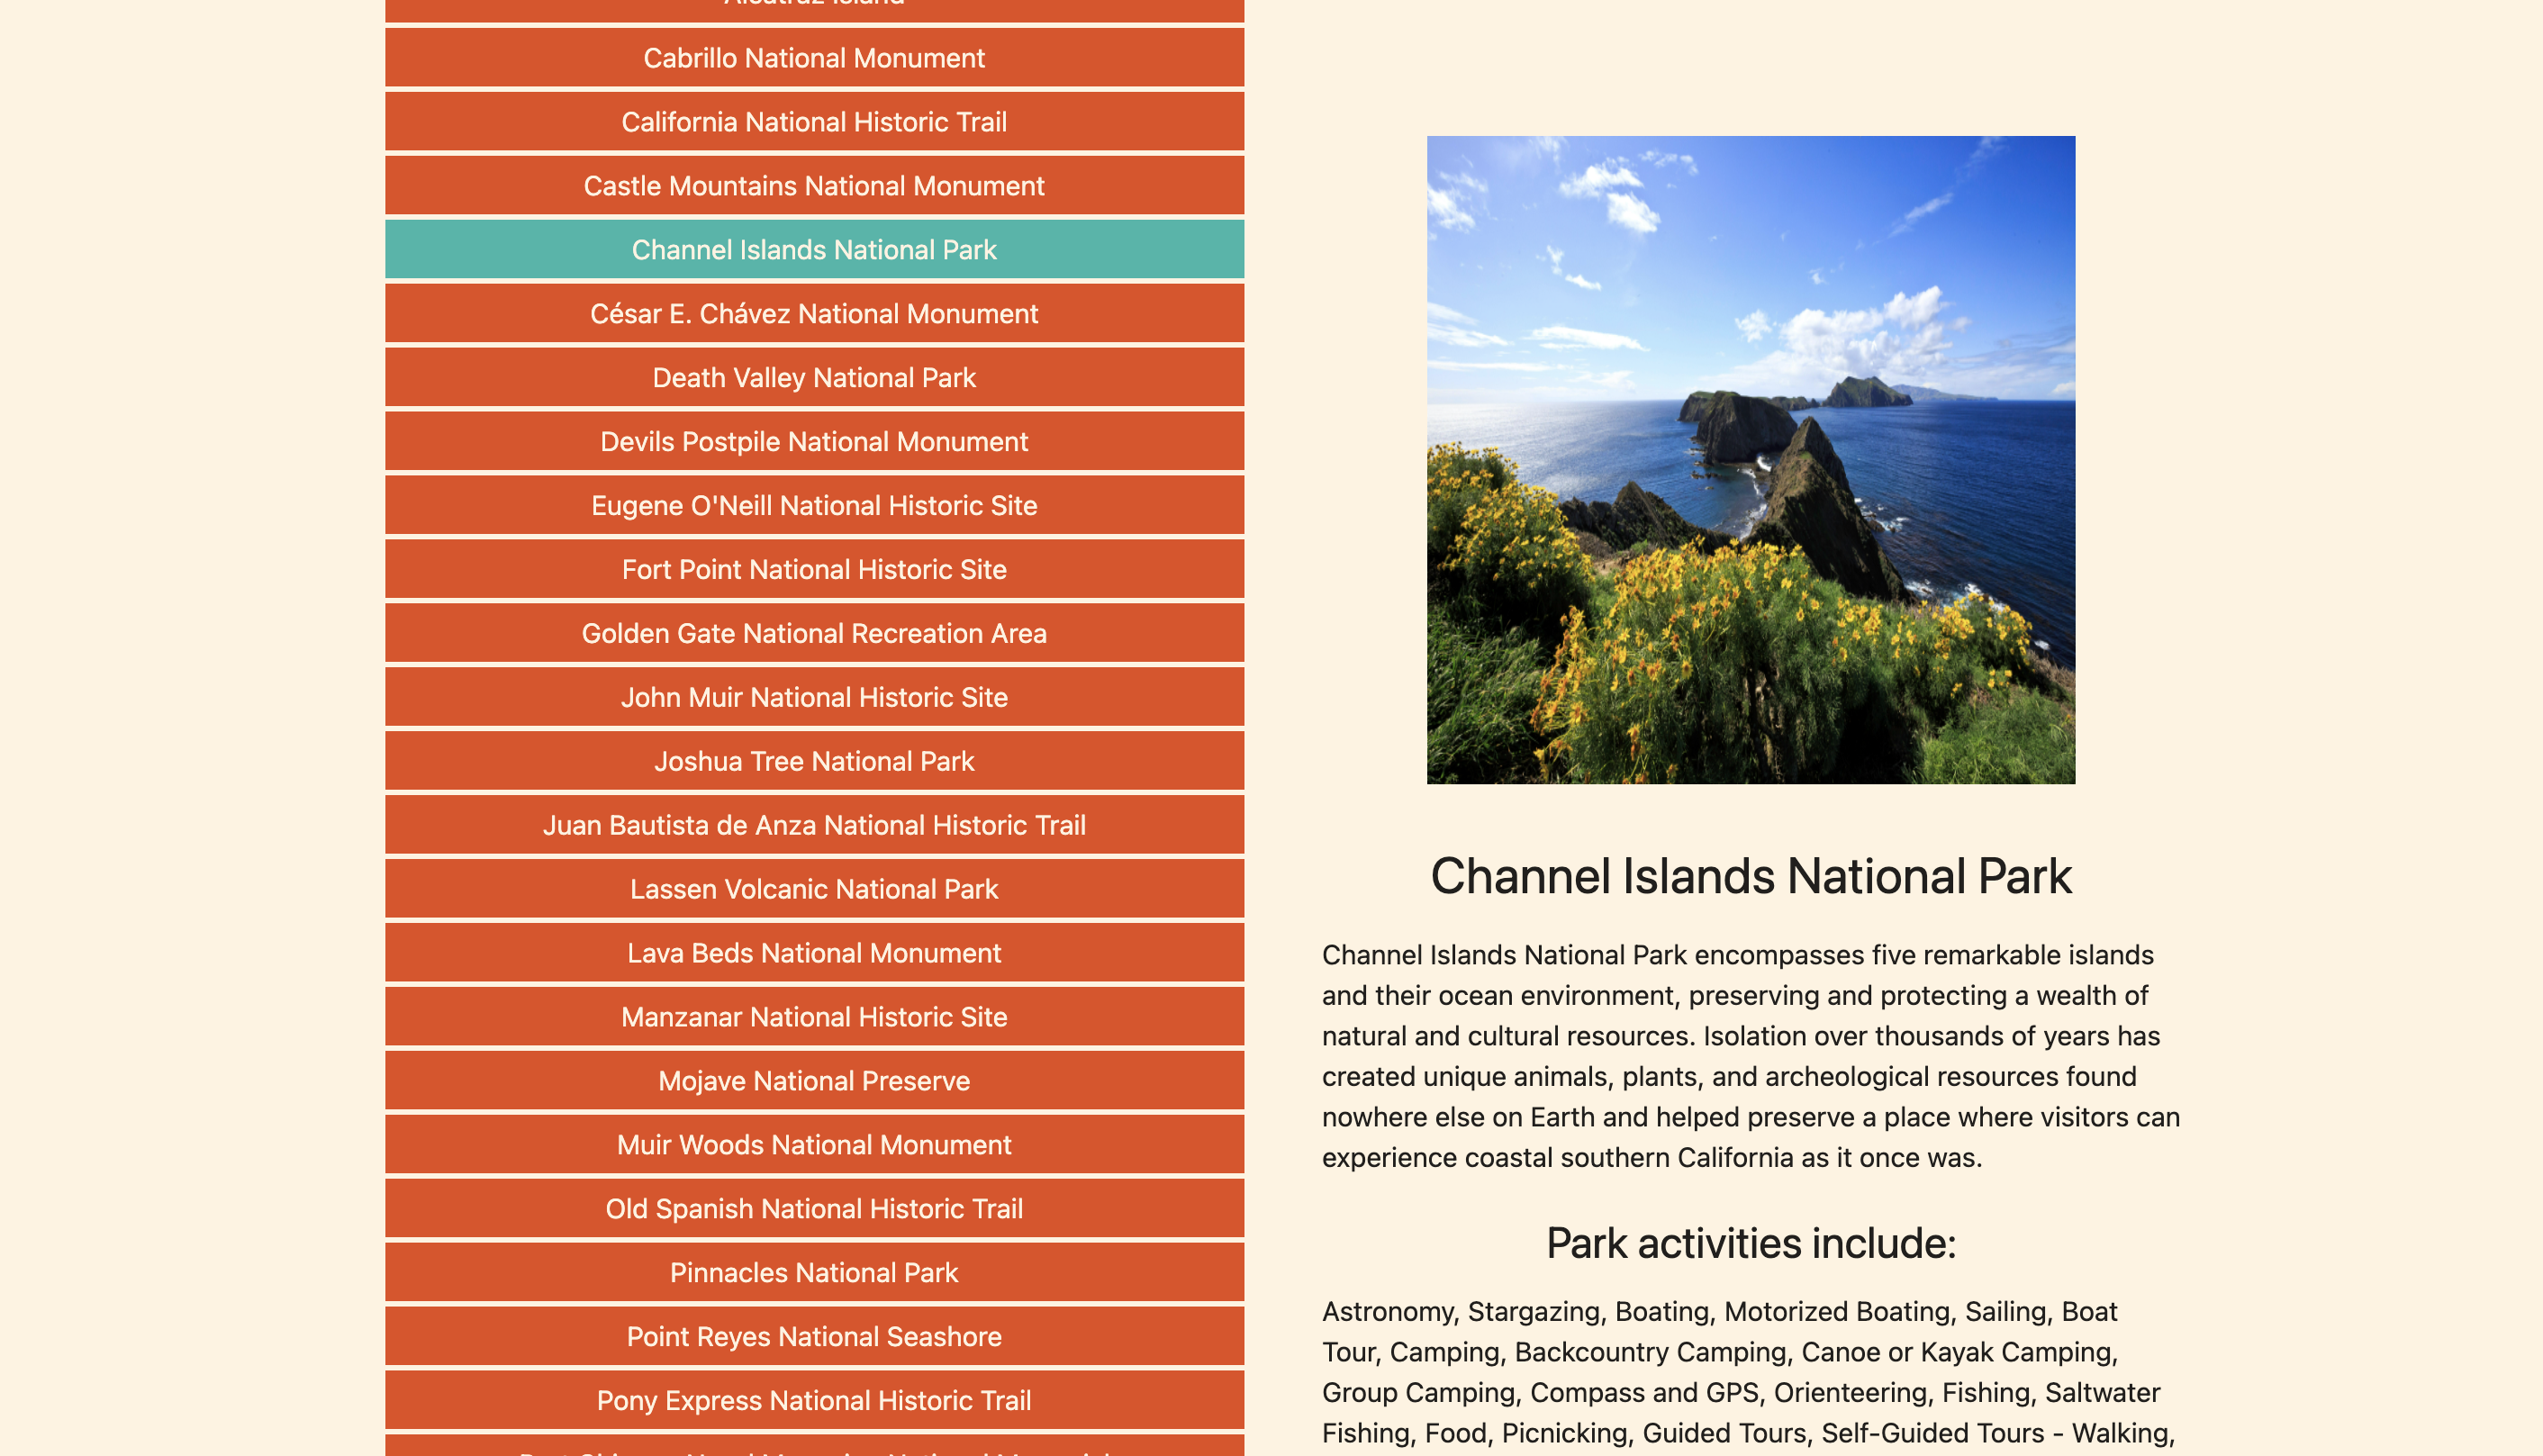 Alcatraz Island
Cabrillo National Monument
California National Historic Trail
Castle Mountains National Monument
Channel Islands National Park
César E. Chávez National Monument
Death Valley National Park
Devils Postpile National Monument
Eugene O'Neill National Historic Site
Fort Point National Historic Site
Golden Gate National Recreation Area
John Muir National Historic Site
Joshua Tree National Park
Juan Bautista de Anza National Historic Trail
Lassen Volcanic National Park
Lava Beds National Monument
Manzanar National Historic Site
Mojave National Preserve
Muir Woods National Monument
Old Spanish National Historic Trail
Pinnacles National Park
Point Reyes National Seashore
Pony Express National Historic Trail
Channel Islands National Park
Channel Islands National Park encompasses five remarkable islands
and their ocean environment, preserving and protecting a wealth of
natural and cultural resources. Isolation over thousands of years has
created unique animals, plants, and archeological resources found
nowhere else on Earth and helped preserve a place where visitors can
experience coastal southern California as it once was.
Park activities include:
Astronomy, Stargazing, Boating, Motorized Boating, Sailing, Boat
Tour, Camping, Backcountry Camping, Canoe or Kayak Camping,
Group Camping, Compass and GPS, Orienteering, Fishing, Saltwater
Fishing, Food, Picnicking, Guided Tours, Self-Guided Tours - Walking,